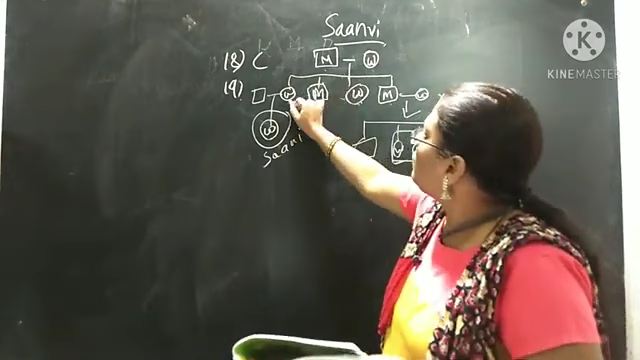 Saanvi
18) C M - W
19) - W M W M - W
W W
Saanvi
KINEMASTER